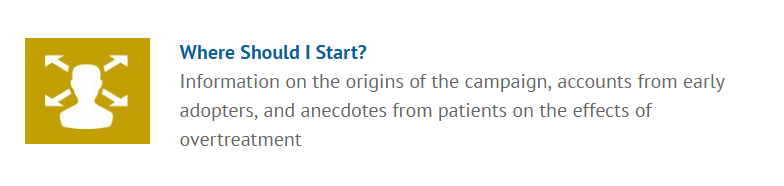 Where Should I Start?
Information on the origins of the campaign, accounts from early
adopters, and anecdotes from patients on the effects of
overtreatment